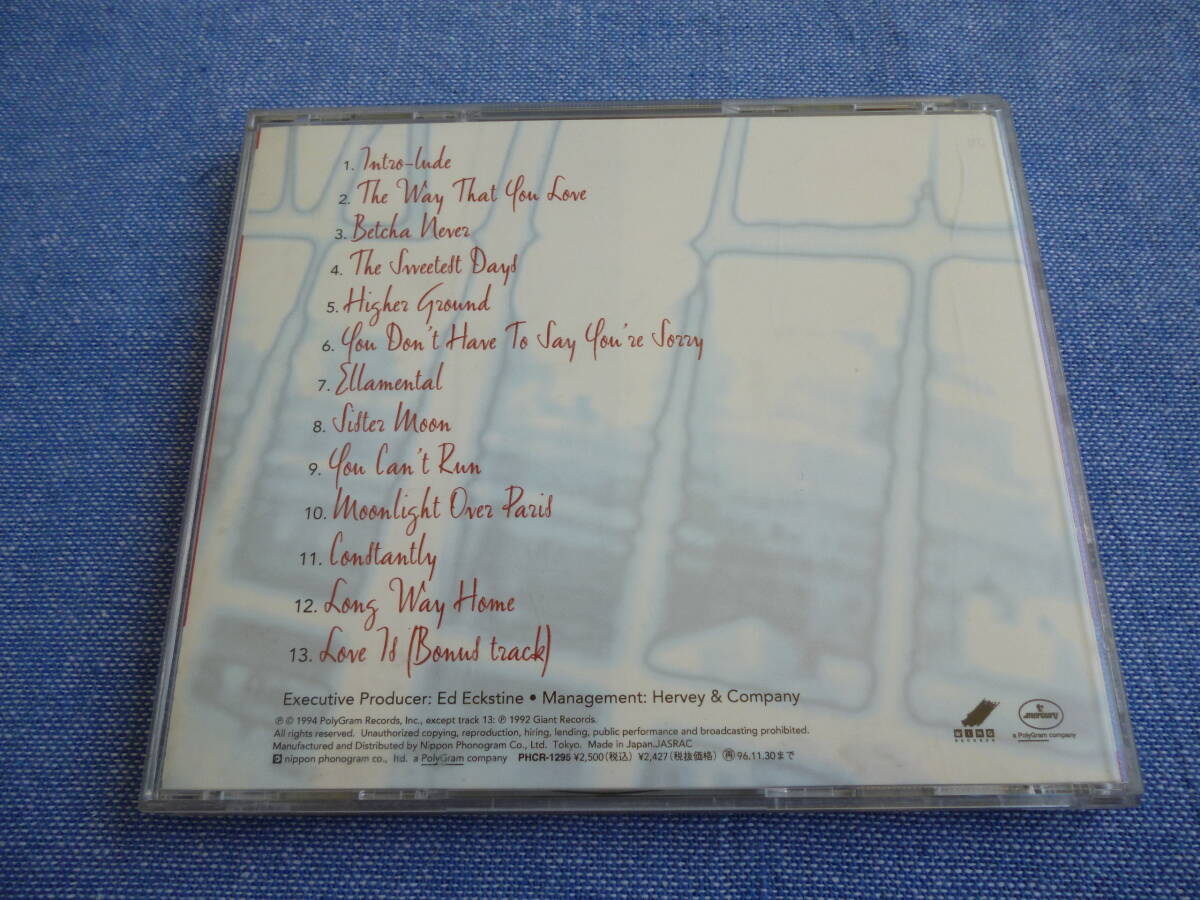 1. Intro-lude
2. The Way That You Love
3. Betcha Never
4. The Sweetest Days
5. Higher Ground
6. You Don't Have To Say You're Sorry
7. Ellamental
8. Sister Moon
9. You Can't Run
10. Moonlight Over Paris
11. Constantly
12. Long Way Home
13. Love Is (Bonus track)
Executive Producer: Ed Eckstine • Management: Hervey & Company
℗ © 1994 PolyGram Records, Inc., except track 13: ℗ 1992 Giant Records.
All rights reserved. Unauthorized copying, reproduction, hiring, lending, public performance and broadcasting prohibited.
Manufactured and Distributed by Nippon Phonogram Co., Ltd. Tokyo. Made in Japan.JASRAC
nippon phonogram co., ltd. a PolyGram company PHCR-1295 ¥2,500(税込) ¥2,427(税抜価格) 再96.11.30まで
WING
RECORDS
mercury
a PolyGram company